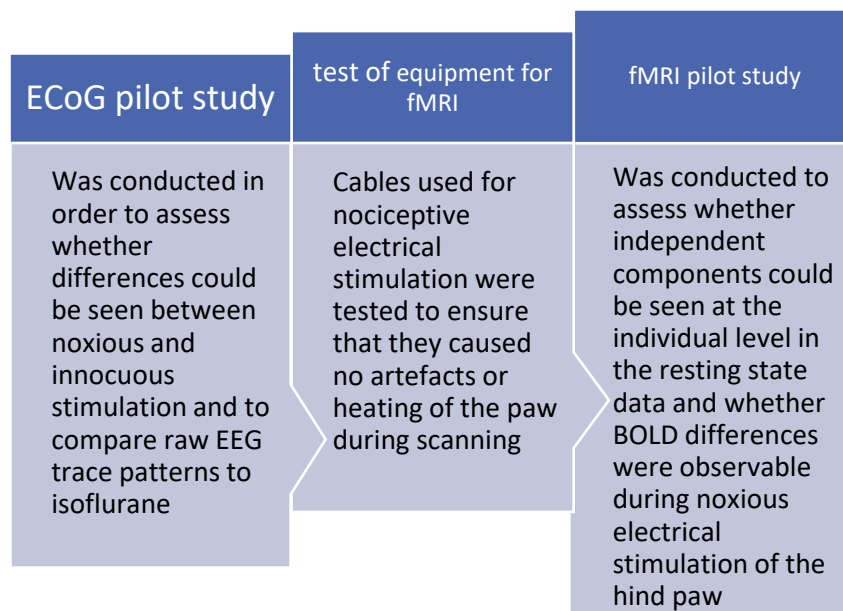 ECoG pilot study
Was conducted in
order to assess
whether
differences could
be seen between
noxious and
innocuous
stimulation and to
compare raw EEG
trace patterns to
isoflurane
test of equipment for
fMRI
Cables used for
nociceptive
electrical
stimulation were
tested to ensure
that they caused
no artefacts or
heating of the paw
during scanning
fMRI pilot study
Was conducted to
assess whether
independent
components could
be seen at the
individual level in
the resting state
data and whether
BOLD differences
were observable
during noxious
electrical
stimulation of the
hind paw